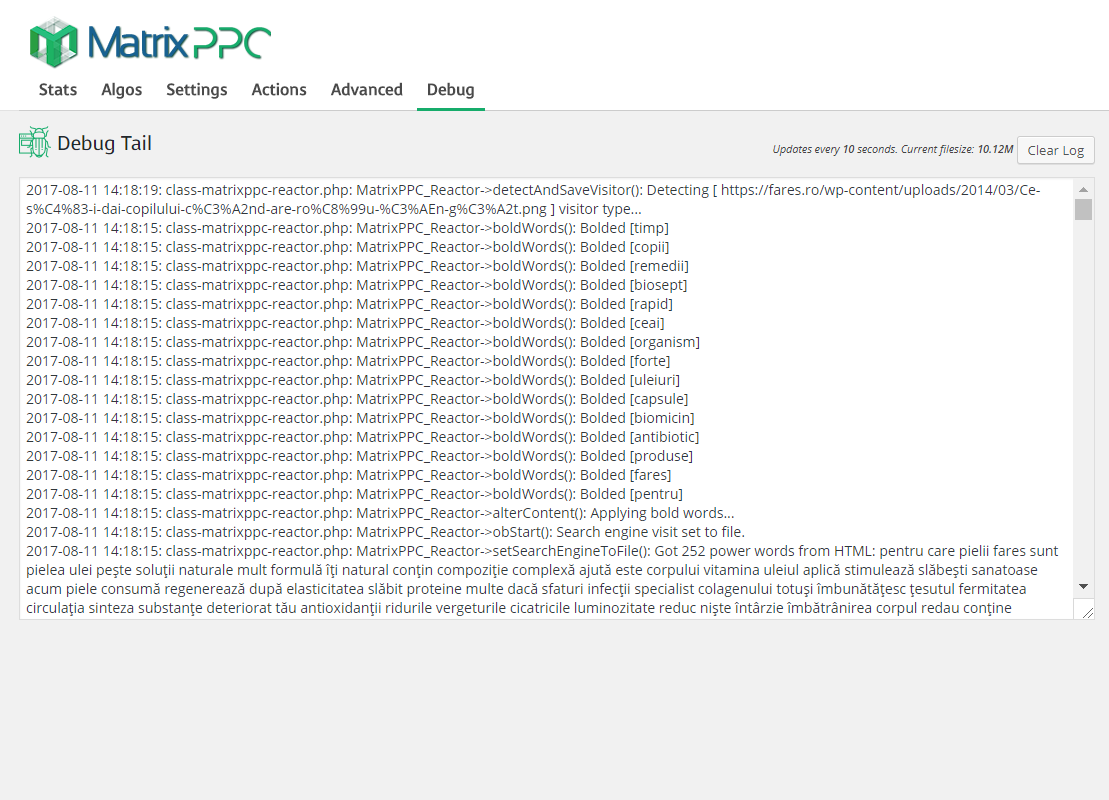 MatrixPPC
Stats Algos Settings Actions Advanced Debug
Debug Tail
Updates every 10 seconds. Current filesize: 10.12M Clear Log
2017-08-11 14:18:19: class-matrixppc-reactor.php: MatrixPPC_Reactor->detectAndSaveVisitor(): Detecting [ https://fares.ro/wp-content/uploads/2014/03/Ce-
s%C4%83-i-dai-copilului-c%C3%A2nd-are-ro%C8%99u-%C3%AEn-g%C3%A2t.png ] visitor type...
2017-08-11 14:18:15: class-matrixppc-reactor.php: MatrixPPC_Reactor->boldWords(): Bolded [timp]
2017-08-11 14:18:15: class-matrixppc-reactor.php: MatrixPPC_Reactor->boldWords(): Bolded [copii]
2017-08-11 14:18:15: class-matrixppc-reactor.php: MatrixPPC_Reactor->boldWords(): Bolded [remedii]
2017-08-11 14:18:15: class-matrixppc-reactor.php: MatrixPPC_Reactor->boldWords(): Bolded [biosept]
2017-08-11 14:18:15: class-matrixppc-reactor.php: MatrixPPC_Reactor->boldWords(): Bolded [rapid]
2017-08-11 14:18:15: class-matrixppc-reactor.php: MatrixPPC_Reactor->boldWords(): Bolded [ceai]
2017-08-11 14:18:15: class-matrixppc-reactor.php: MatrixPPC_Reactor->boldWords(): Bolded [organism]
2017-08-11 14:18:15: class-matrixppc-reactor.php: MatrixPPC_Reactor->boldWords(): Bolded [forte]
2017-08-11 14:18:15: class-matrixppc-reactor.php: MatrixPPC_Reactor->boldWords(): Bolded [uleiuri]
2017-08-11 14:18:15: class-matrixppc-reactor.php: MatrixPPC_Reactor->boldWords(): Bolded [capsule]
2017-08-11 14:18:15: class-matrixppc-reactor.php: MatrixPPC_Reactor->boldWords(): Bolded [biomicin]
2017-08-11 14:18:15: class-matrixppc-reactor.php: MatrixPPC_Reactor->boldWords(): Bolded [antibiotic]
2017-08-11 14:18:15: class-matrixppc-reactor.php: MatrixPPC_Reactor->boldWords(): Bolded [produse]
2017-08-11 14:18:15: class-matrixppc-reactor.php: MatrixPPC_Reactor->boldWords(): Bolded [fares]
2017-08-11 14:18:15: class-matrixppc-reactor.php: MatrixPPC_Reactor->boldWords(): Bolded [pentru]
2017-08-11 14:18:15: class-matrixppc-reactor.php: MatrixPPC_Reactor->alterContent(): Applying bold words...
2017-08-11 14:18:15: class-matrixppc-reactor.php: MatrixPPC_Reactor->obStart(): Search engine visit set to file.
2017-08-11 14:18:15: class-matrixppc-reactor.php: MatrixPPC_Reactor->setSearchEngineToFile(): Got 252 power words from HTML: pentru care pielii fares sunt
pielea ulei pește soluții naturale mult formulă îți natural conțin compoziție complexă ajută este corpului vitamina uleiul aplică stimulează slăbești sanatoase
acum piele consumă regenerează după elasticitatea slăbit proteine multe dacă sfaturi infecții specialist colagenului totuși îmbunătățesc țesutul fermitatea
circulația sinteza substanțe deteriorat tău antioxidanții ridurile vergeturile cicatricile luminozitate reduc niște întârzie îmbătrânirea corpul redau conține